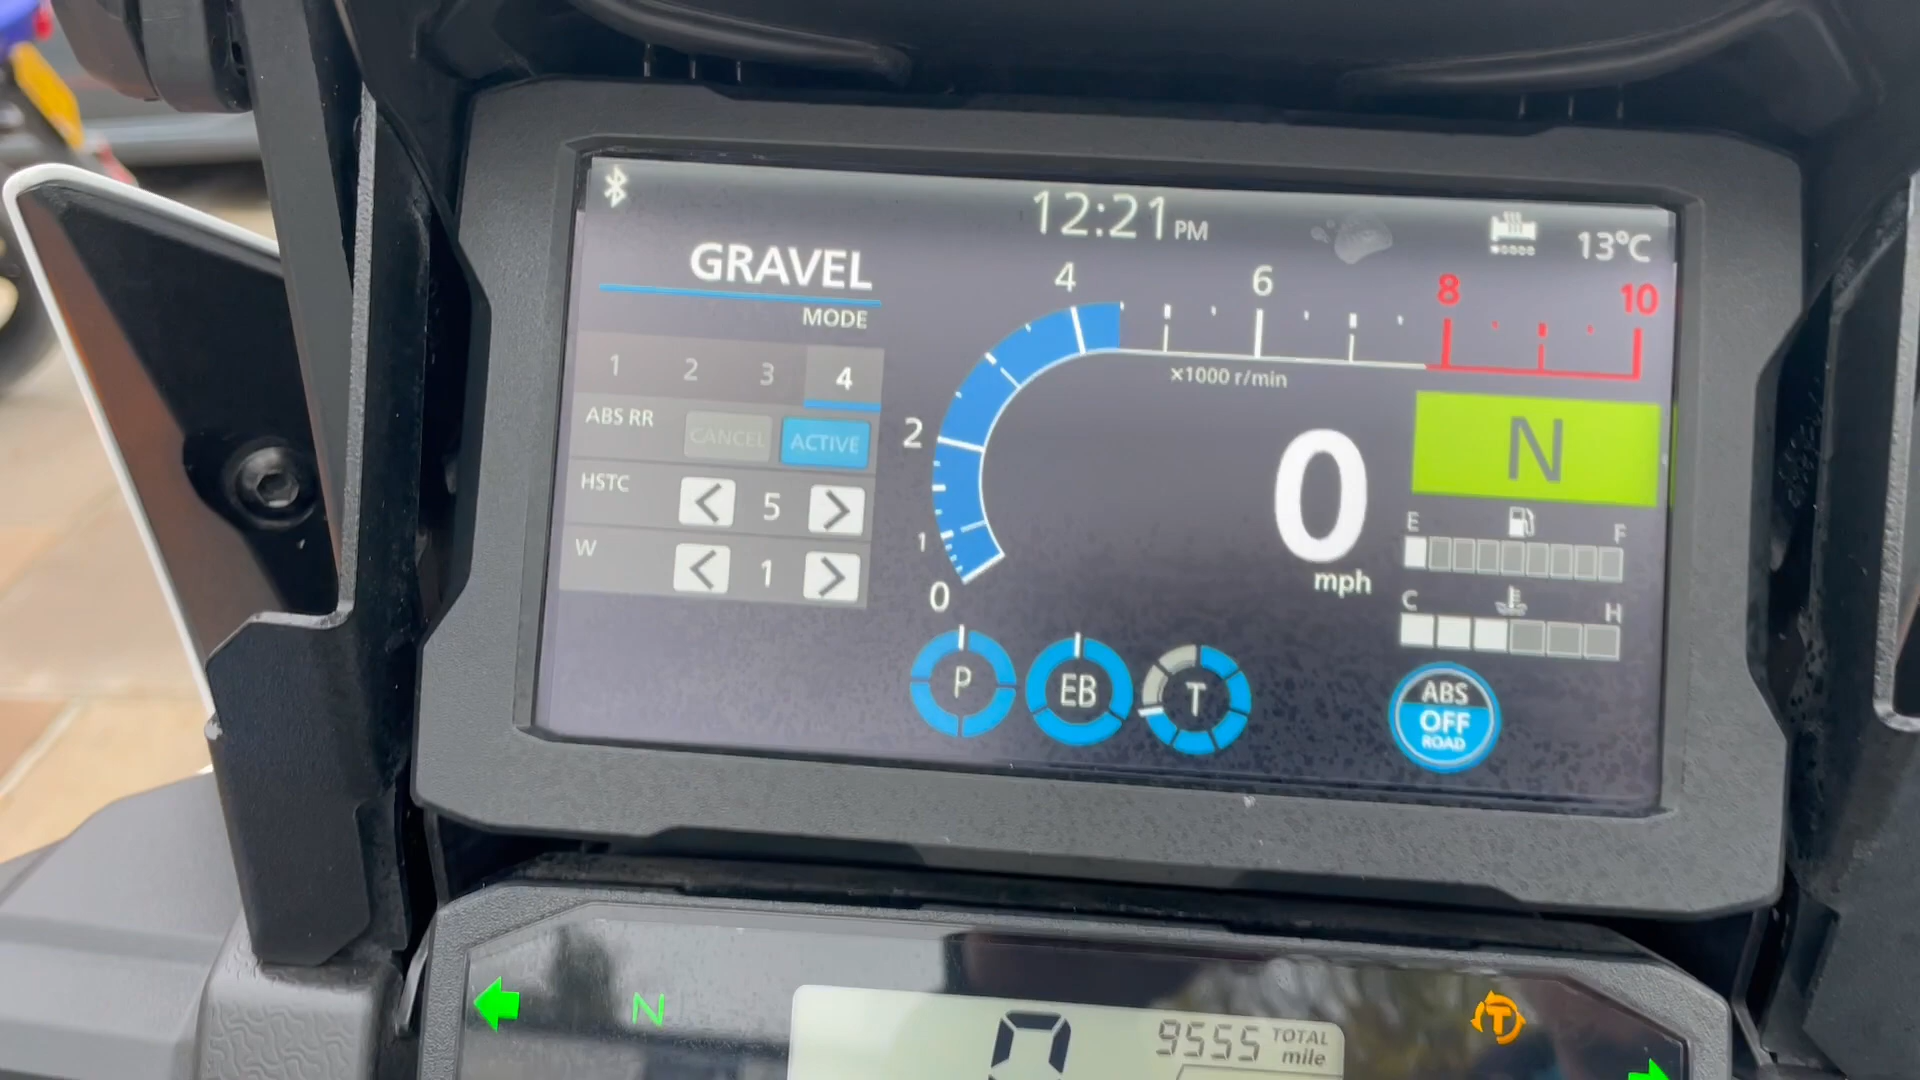 12:21 PM
13°C
GRAVEL
MODE
1 2 3 4
ABS RR CANCEL ACTIVE
HSTC 5
W 1
0 1 2 4 6 8 10
×1000 r/min
0
mph
N
E F
C H
P EB T
ABS
OFF
ROAD
N
T
0 9555 TOTAL
mile